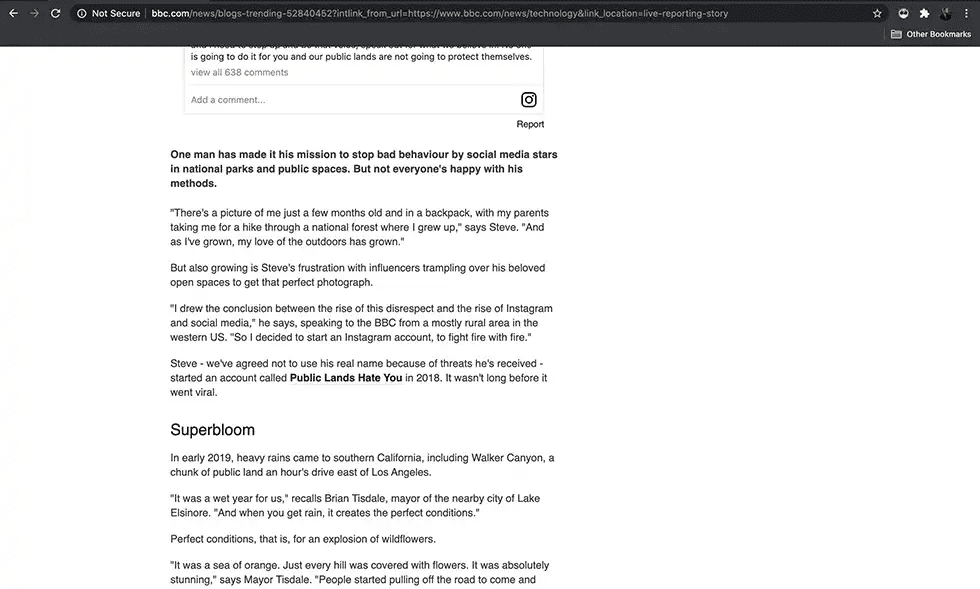 Not Secure | bbc.com/news/blogs-trending-52840452?intlink_from_url=https://www.bbc.com/news/technology&link_location=live-reporting-story
Other Bookmarks
is going to do it for you and our public lands are not going to protect themselves.
view all 638 comments
Add a comment...
Report
One man has made it his mission to stop bad behaviour by social media stars
in national parks and public spaces. But not everyone's happy with his
methods.
"There's a picture of me just a few months old and in a backpack, with my parents
taking me for a hike through a national forest where I grew up," says Steve. "And
as I've grown, my love of the outdoors has grown."
But also growing is Steve's frustration with influencers trampling over his beloved
open spaces to get that perfect photograph.
"I drew the conclusion between the rise of this disrespect and the rise of Instagram
and social media," he says, speaking to the BBC from a mostly rural area in the
western US. "So I decided to start an Instagram account, to fight fire with fire."
Steve - we've agreed not to use his real name because of threats he's received -
started an account called Public Lands Hate You in 2018. It wasn't long before it
went viral.
Superbloom
In early 2019, heavy rains came to southern California, including Walker Canyon, a
chunk of public land an hour's drive east of Los Angeles.
"It was a wet year for us," recalls Brian Tisdale, mayor of the nearby city of Lake
Elsinore. "And when you get rain, it creates the perfect conditions."
Perfect conditions, that is, for an explosion of wildflowers.
"It was a sea of orange. Just every hill was covered with flowers. It was absolutely
stunning," says Mayor Tisdale. "People started pulling off the road to come and